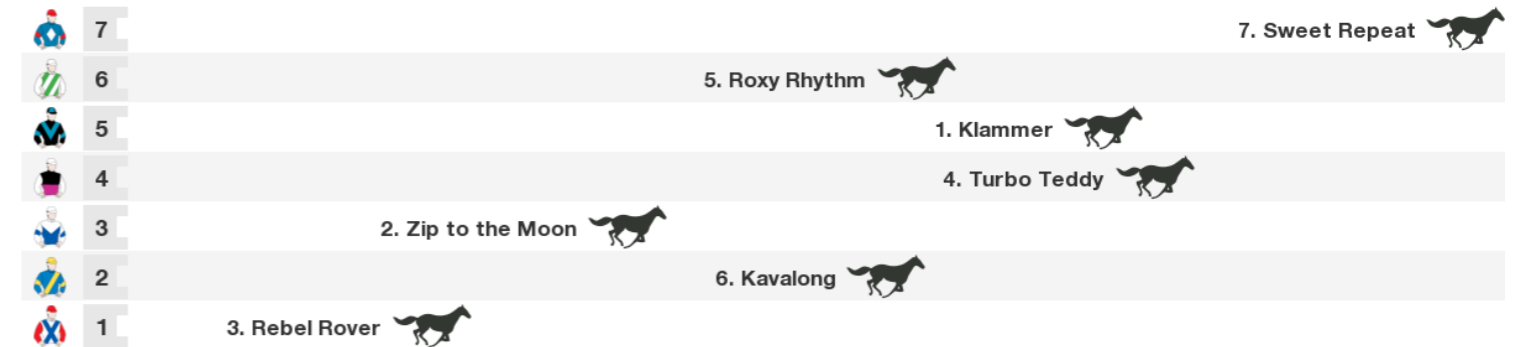 7 7. Sweet Repeat
6 5. Roxy Rhythm
5 1. Klammer
4 4. Turbo Teddy
3 2. Zip to the Moon
2 6. Kavalong
1 3. Rebel Rover